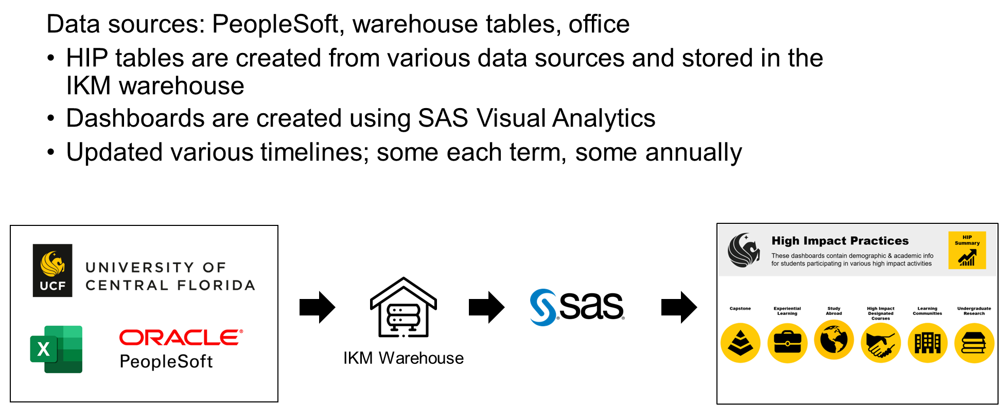 Data sources: PeopleSoft, warehouse tables, office
• HIP tables are created from various data sources and stored in the
IKM warehouse
• Dashboards are created using SAS Visual Analytics
• Updated various timelines; some each term, some annually
UCF
UNIVERSITY OF
CENTRAL FLORIDA
X
ORACLE®
PeopleSoft
IKM Warehouse
sas
High Impact Practices
These dashboards contain demographic & academic info
for students participating in various high impact activities
HIP
Summary
Capstone
Experiential
Learning
Study
Abroad
High Impact
Designated
Courses
Learning
Communities
Undergraduate
Research